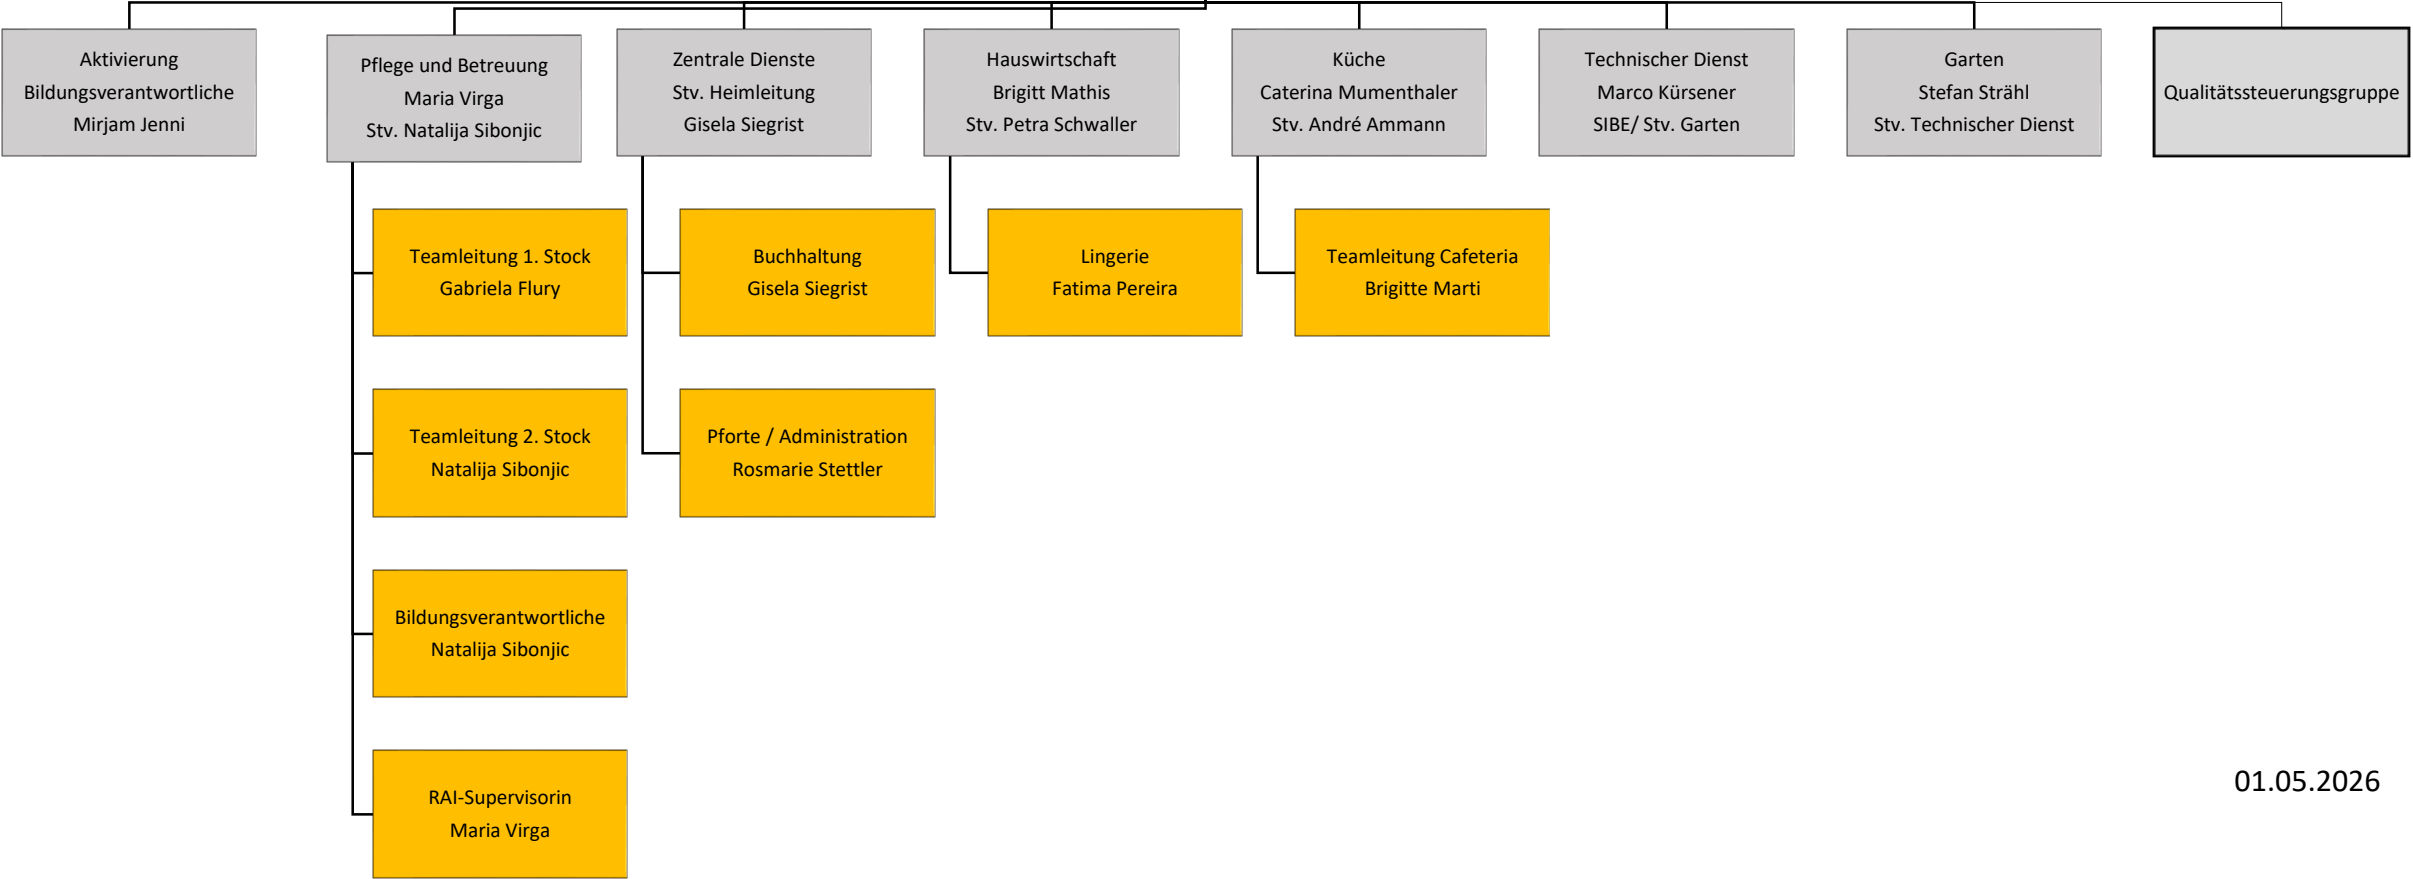 Aktivierung
Bildungsverantwortliche
Mirjam Jenni
Pflege und Betreuung
Maria Virga
Stv. Natalija Sibonjic
Zentrale Dienste
Stv. Heimleitung
Gisela Siegrist
Hauswirtschaft
Brigitt Mathis
Stv. Petra Schwaller
Küche
Caterina Mumenthaler
Stv. André Ammann
Technischer Dienst
Marco Kürsener
SIBE/ Stv. Garten
Garten
Stefan Strähl
Stv. Technischer Dienst
Qualitätssteuerungsgruppe
Teamleitung 1. Stock
Gabriela Flury
Buchhaltung
Gisela Siegrist
Lingerie
Fatima Pereira
Teamleitung Cafeteria
Brigitte Marti
Teamleitung 2. Stock
Natalija Sibonjic
Pforte / Administration
Rosmarie Stettler
Bildungsverantwortliche
Natalija Sibonjic
RAI-Supervisorin
Maria Virga
01.05.2026